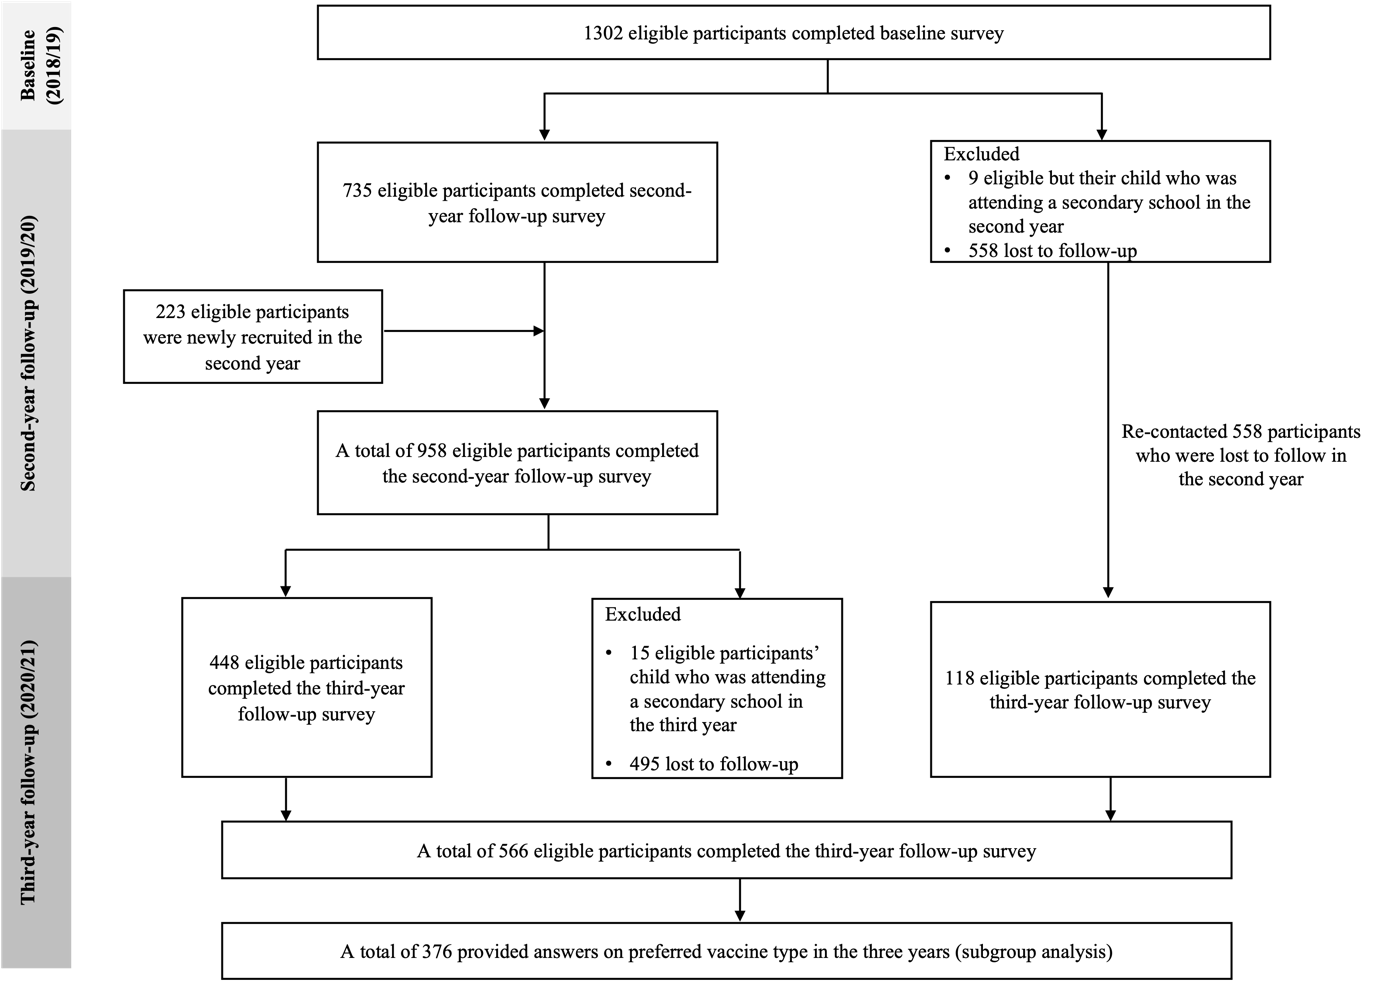 Baseline
(2018/19)
1302 eligible participants completed baseline survey
Second-year follow-up (2019/20)
735 eligible participants completed second-
year follow-up survey
Excluded
• 9 eligible but their child who was
attending a secondary school in the
second year
• 558 lost to follow-up
223 eligible participants
were newly recruited in the
second year
A total of 958 eligible participants completed
the second-year follow-up survey
Re-contacted 558 participants
who were lost to follow in
the second year
Third-year follow-up (2020/21)
448 eligible participants
completed the third-year
follow-up survey
Excluded
• 15 eligible participants’
child who was attending
a secondary school in
the third year
• 495 lost to follow-up
118 eligible participants completed the
third-year follow-up survey
A total of 566 eligible participants completed the third-year follow-up survey
A total of 376 provided answers on preferred vaccine type in the three years (subgroup analysis)